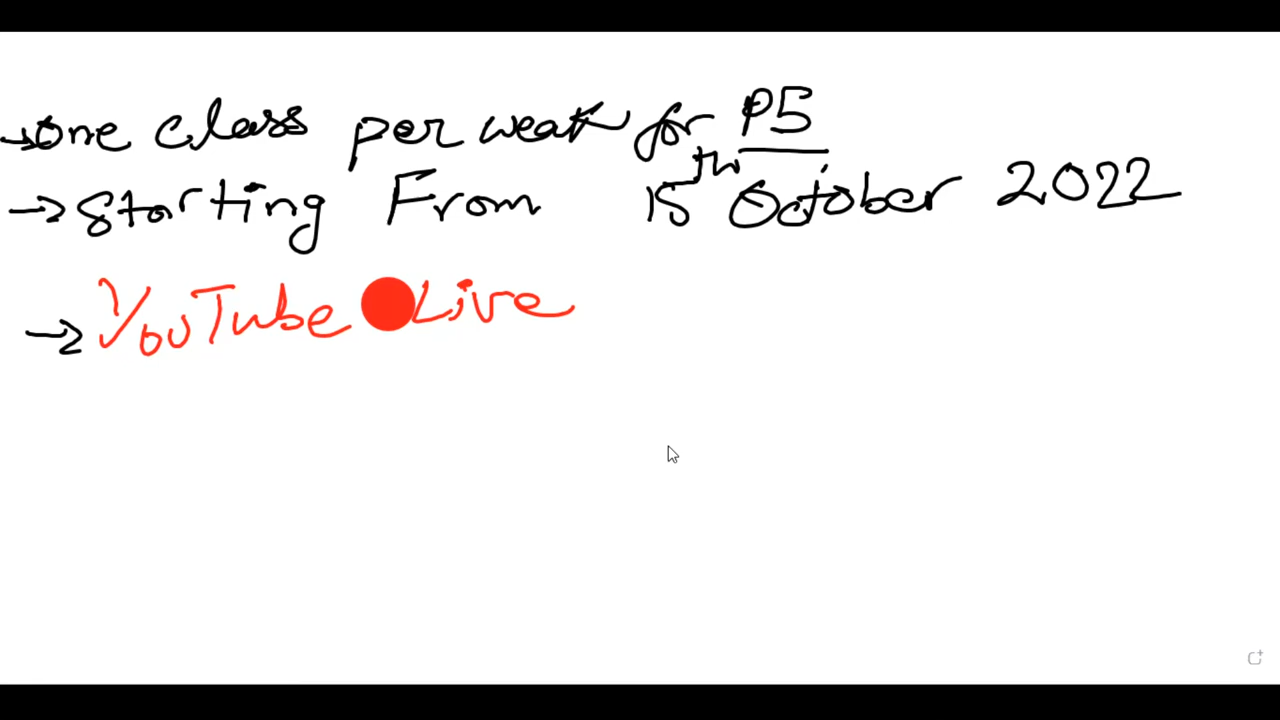 → one class per weak for P5
→ Starting From 15th October 2022
→ YouTube Live